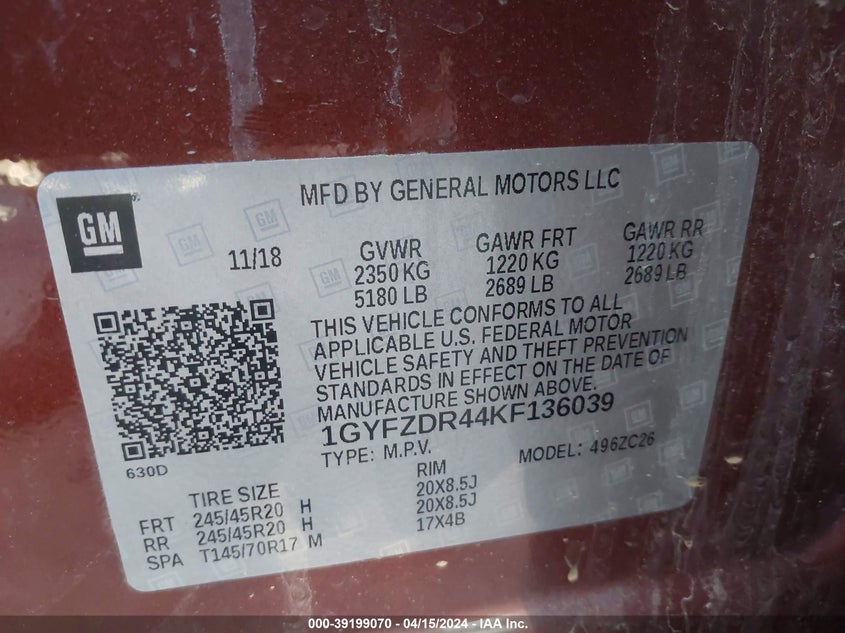 MFD BY GENERAL MOTORS LLC
GM
11/18
GVWR GAWR FRT GAWR RR
2350 KG 1220 KG 1220 KG
5180 LB 2689 LB 2689 LB
THIS VEHICLE CONFORMS TO ALL
APPLICABLE U.S. FEDERAL MOTOR
VEHICLE SAFETY AND THEFT PREVENTION
STANDARDS IN EFFECT ON THE DATE OF
MANUFACTURE SHOWN ABOVE.
1GYFZDR44KF136039
TYPE: M.P.V. MODEL: 496ZC26
630D
TIRE SIZE RIM
FRT 245/45R20 H 20X8.5J
RR 245/45R20 H 20X8.5J
SPA T145/70R17 M 17X4B
000-39199070 - 04/15/2024 - IAA Inc.